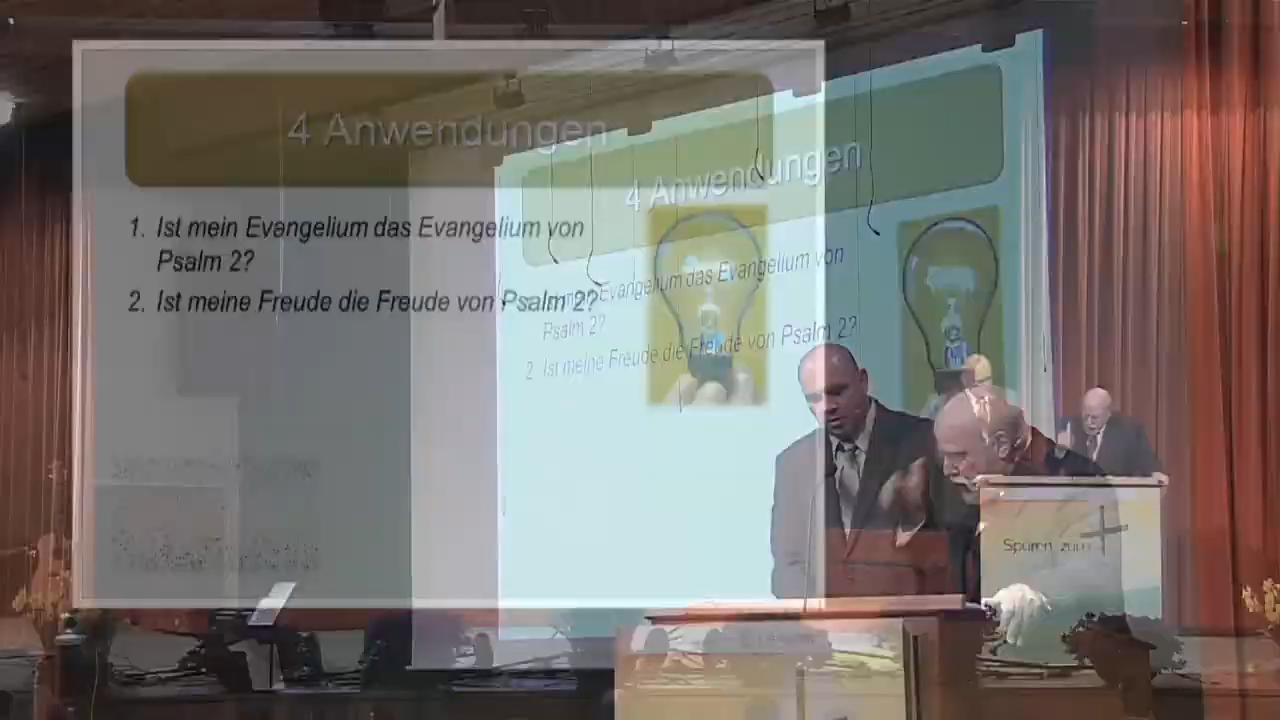 4 Anwendungen
1. Ist mein Evangelium das Evangelium von
Psalm 2?
2. Ist meine Freude die Freude von Psalm 2?
4 Anwendungen
Evangelium das Evangelium von
Psalm 2?
2. Ist meine Freude die Freude von Psalm 2?
Spuren zum